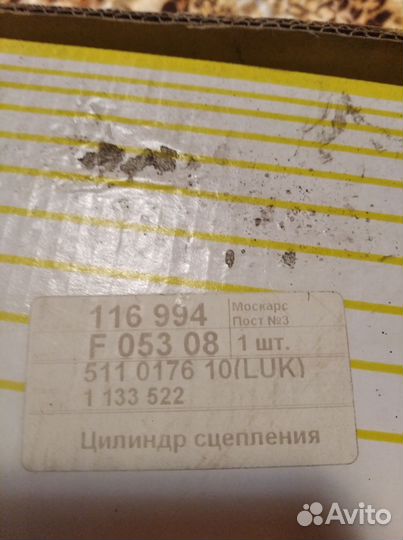 116 994
Москарс
Пост №3
F 053 08
1 шт.
511 0176 10(LUK)
1 133 522
Цилиндр сцепления
Avito